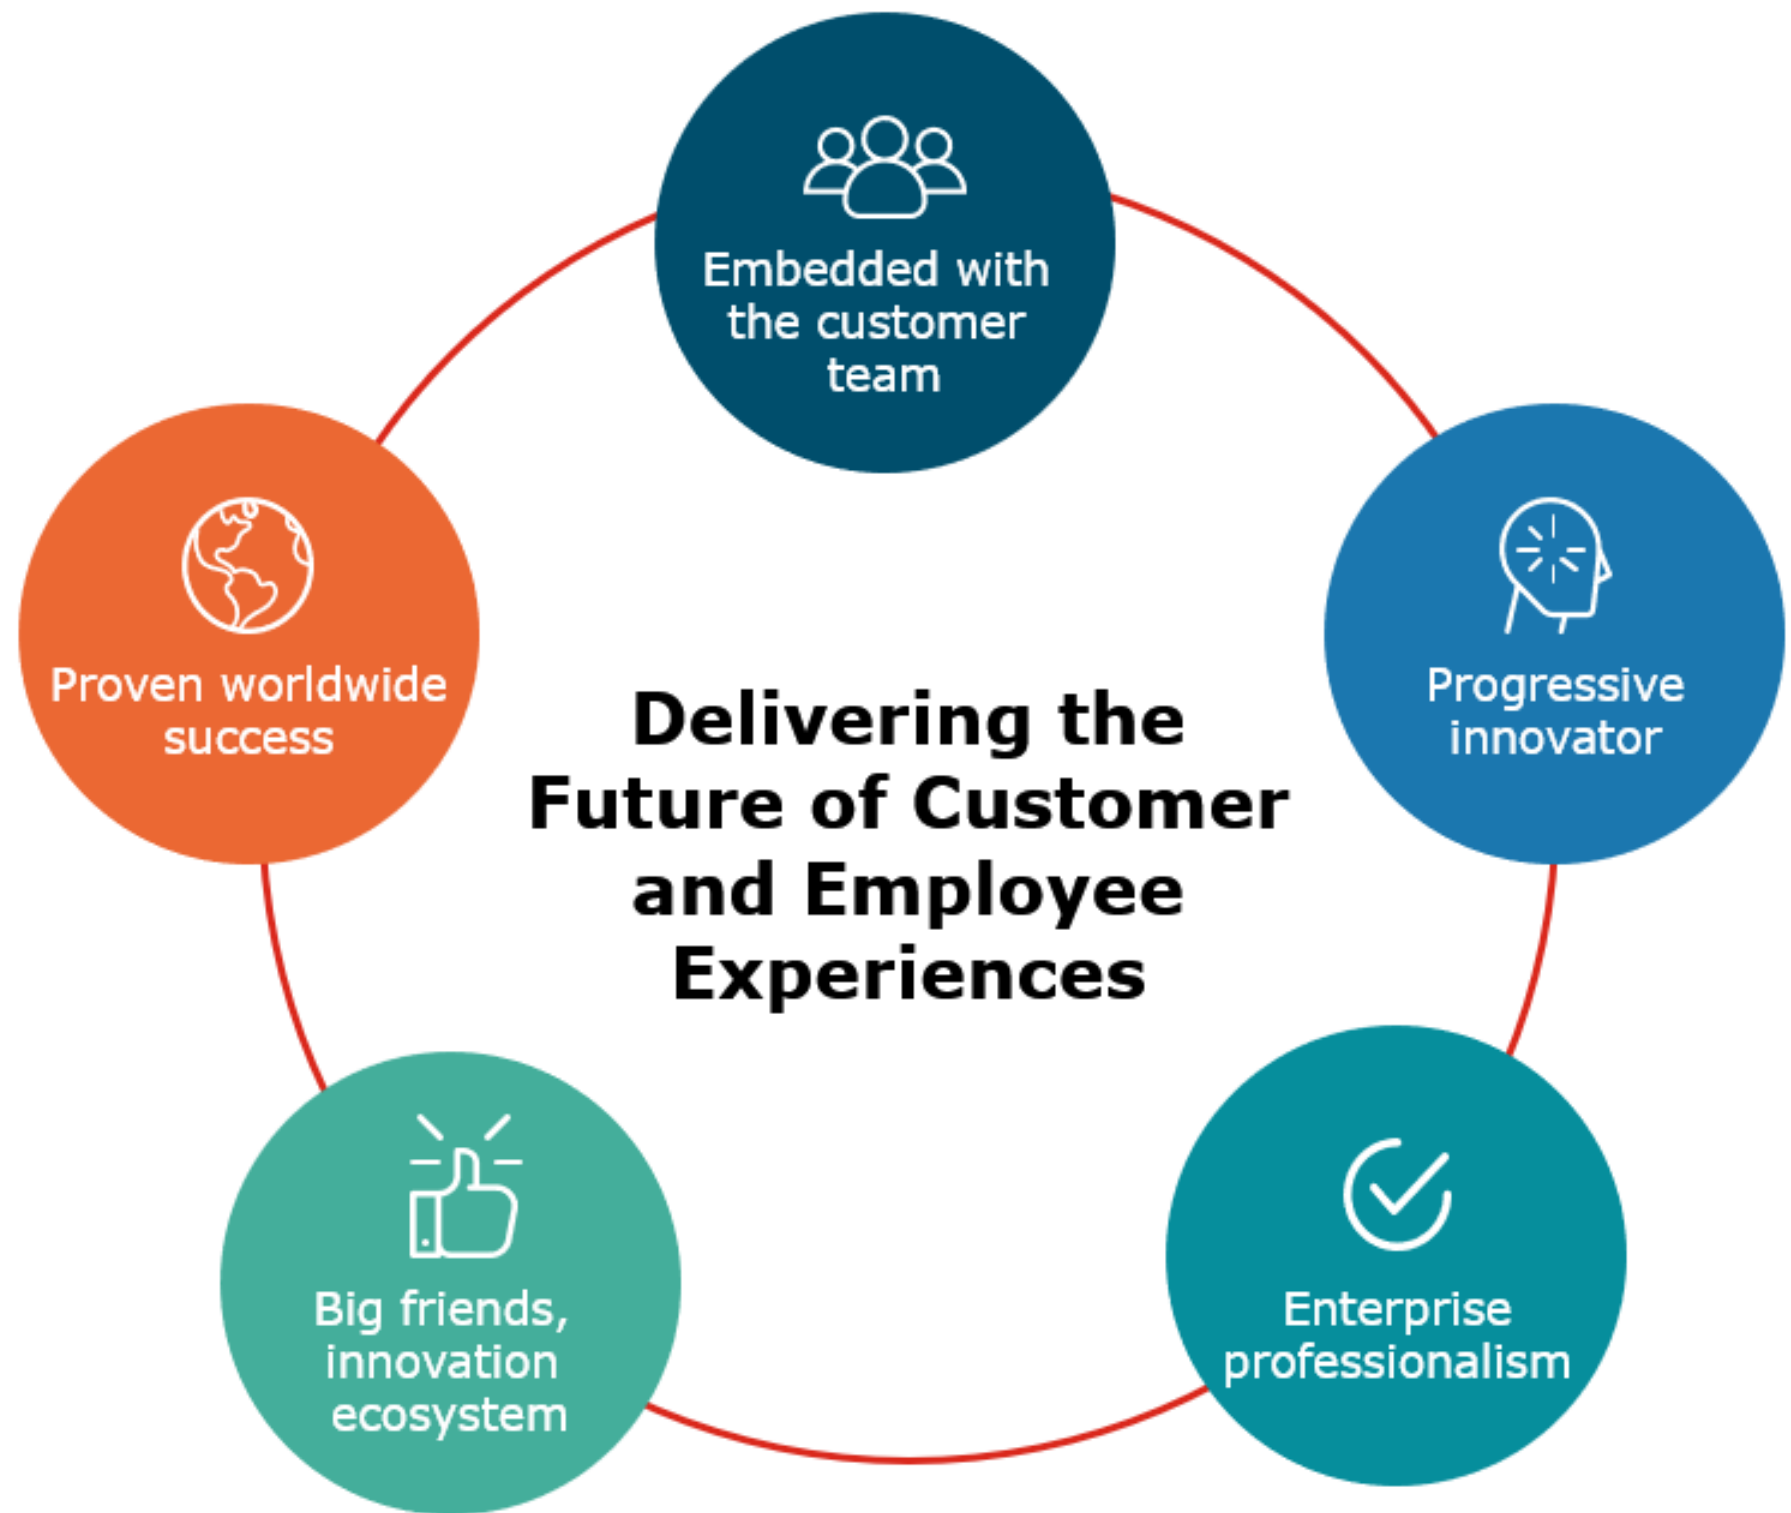 Embedded with
the customer
team
Progressive
innovator
Enterprise
professionalism
Big friends,
innovation
ecosystem
Proven worldwide
success
Delivering the
Future of Customer
and Employee
Experiences